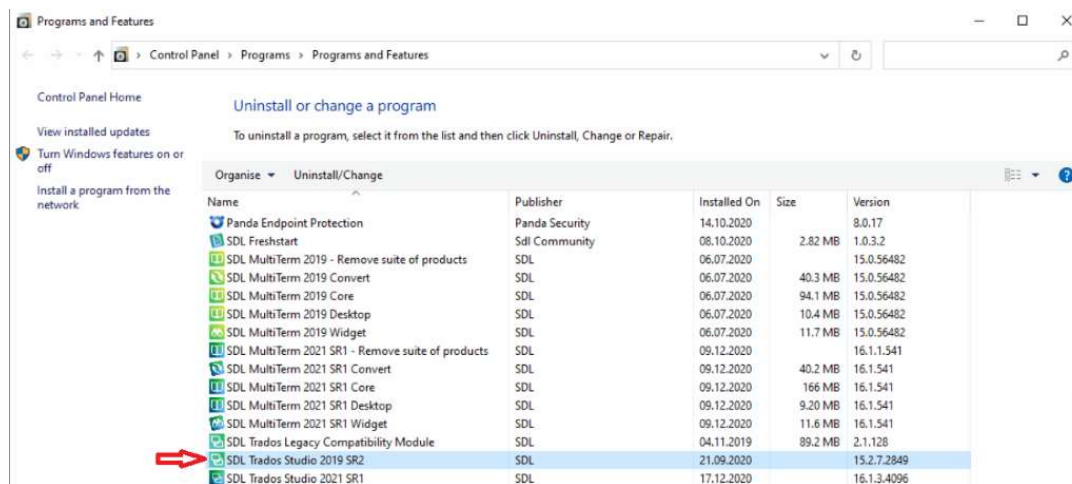 Programs and Features
Control Panel > Programs > Programs and Features
Control Panel Home
Uninstall or change a program
View installed updates
To uninstall a program, select it from the list and then click Uninstall, Change or Repair.
Turn Windows features on or
off
Install a program from the
network
Organise Uninstall/Change
Name Publisher Installed On Size Version
Panda Endpoint Protection Panda Security 14.10.2020 8.0.17
SDL Freshstart Sdl Community 08.10.2020 2.82 MB 1.0.3.2
SDL MultiTerm 2019 - Remove suite of products SDL 06.07.2020 15.0.56482
SDL MultiTerm 2019 Convert SDL 06.07.2020 40.3 MB 15.0.56482
SDL MultiTerm 2019 Core SDL 06.07.2020 94.1 MB 15.0.56482
SDL MultiTerm 2019 Desktop SDL 06.07.2020 10.4 MB 15.0.56482
SDL MultiTerm 2019 Widget SDL 06.07.2020 11.7 MB 15.0.56482
SDL MultiTerm 2021 SR1 - Remove suite of products SDL 09.12.2020 16.1.1.541
SDL MultiTerm 2021 SR1 Convert SDL 09.12.2020 40.2 MB 16.1.541
SDL MultiTerm 2021 SR1 Core SDL 09.12.2020 166 MB 16.1.541
SDL MultiTerm 2021 SR1 Desktop SDL 09.12.2020 9.20 MB 16.1.541
SDL MultiTerm 2021 SR1 Widget SDL 09.12.2020 11.6 MB 16.1.541
SDL Trados Legacy Compatibility Module SDL 04.11.2019 89.2 MB 2.1.128
SDL Trados Studio 2019 SR2 SDL 21.09.2020 15.2.7.2849
SDL Trados Studio 2021 SR1 SDL 17.12.2020 16.1.3.4096